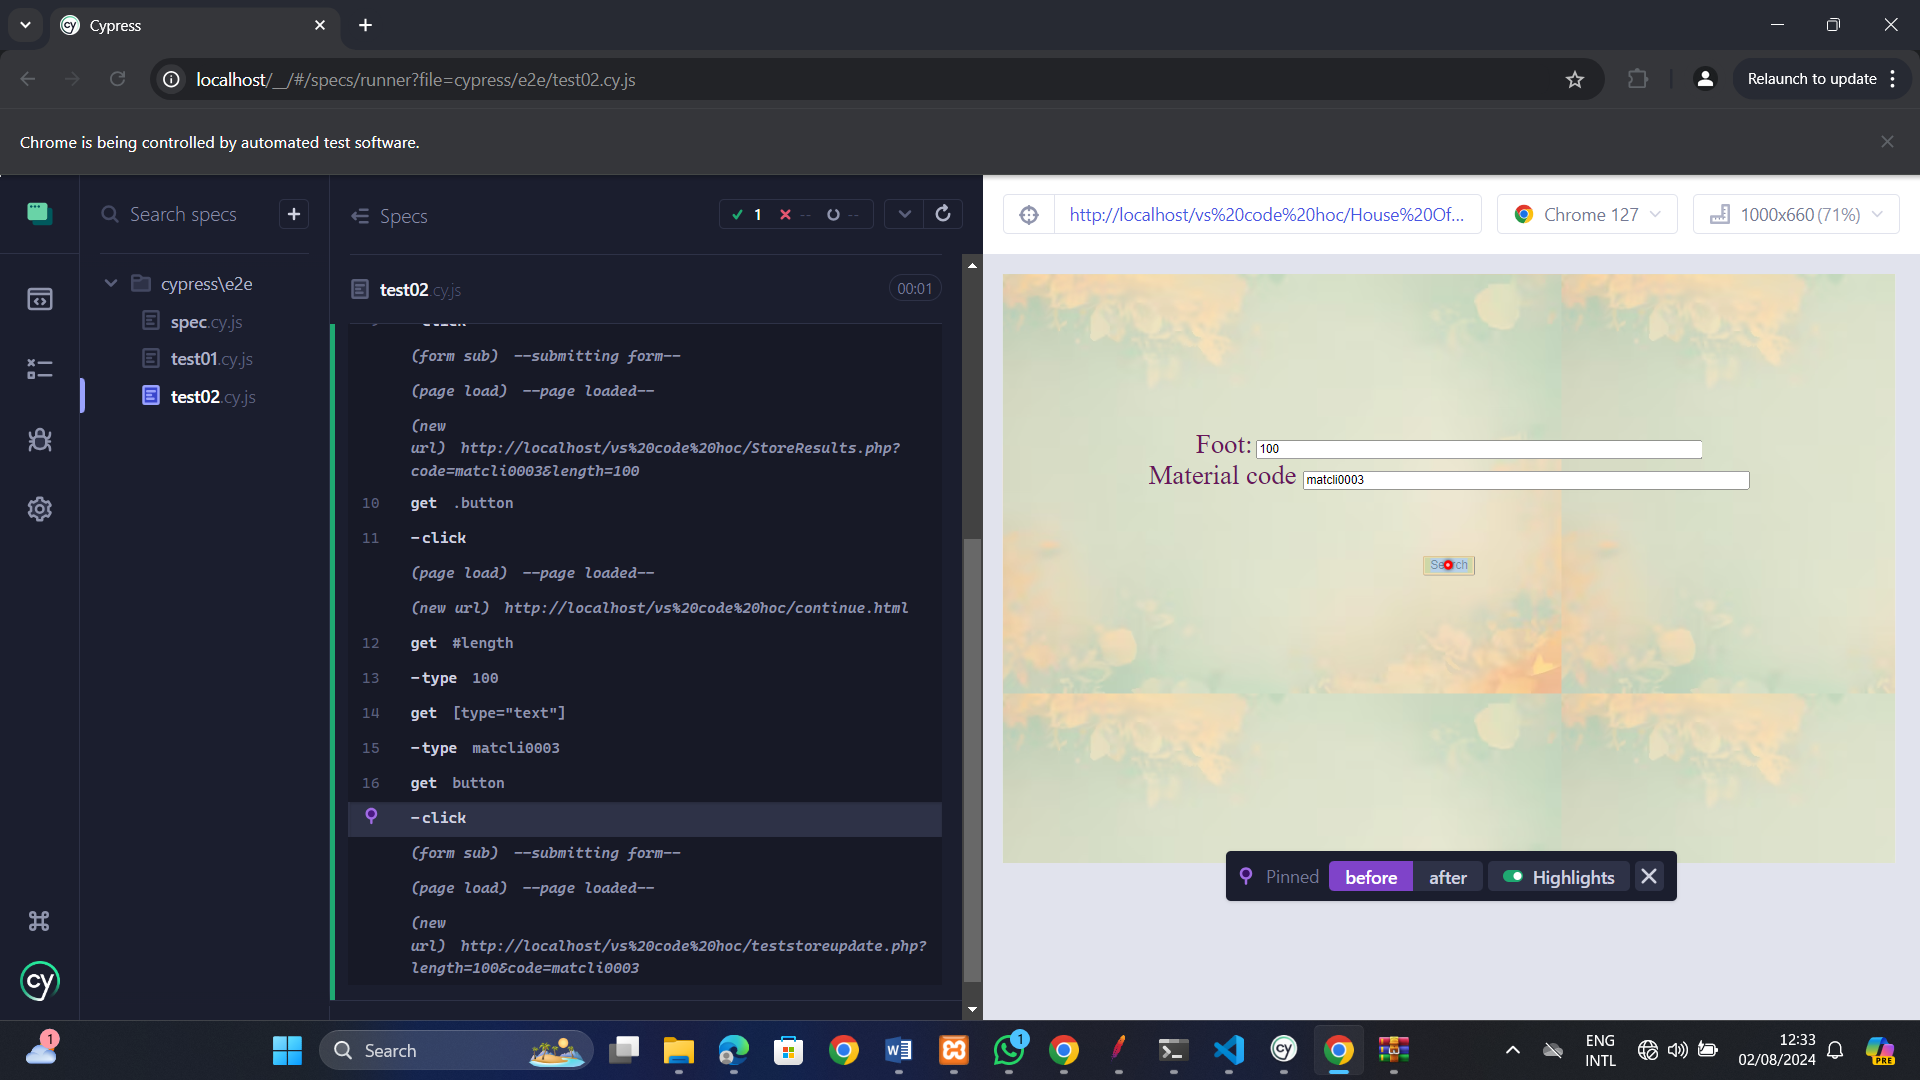 Cypress
localhost/__/#/specs/runner?file=cypress/e2e/test02.cy.js
Relaunch to update
Chrome is being controlled by automated test software.
Search specs
+
Specs
1 -- --
http://localhost/vs%20code%20hoc/House%20Of...
Chrome 127
1000x660 (71%)
cypress\e2e
spec.cy.js
test01.cy.js
test02.cy.js
test02.cy.js
00:01
(form sub) --submitting form--
(page load) --page loaded--
(new
url) http://localhost/vs%20code%20hoc/StoreResults.php?
code=matcli0003&length=100
10 get .button
11 -click
(page load) --page loaded--
(new url) http://localhost/vs%20code%20hoc/continue.html
12 get #length
13 -type 100
14 get [type="text"]
15 -type matcli0003
16 get button
-click
(form sub) --submitting form--
(page load) --page loaded--
(new
url) http://localhost/vs%20code%20hoc/teststoreupdate.php?
length=100&code=matcli0003
Foot: 100
Material code matcli0003
Pinned before after Highlights
cy
1
Search
1
cy
ENG
INTL
12:33
02/08/2024
PRE